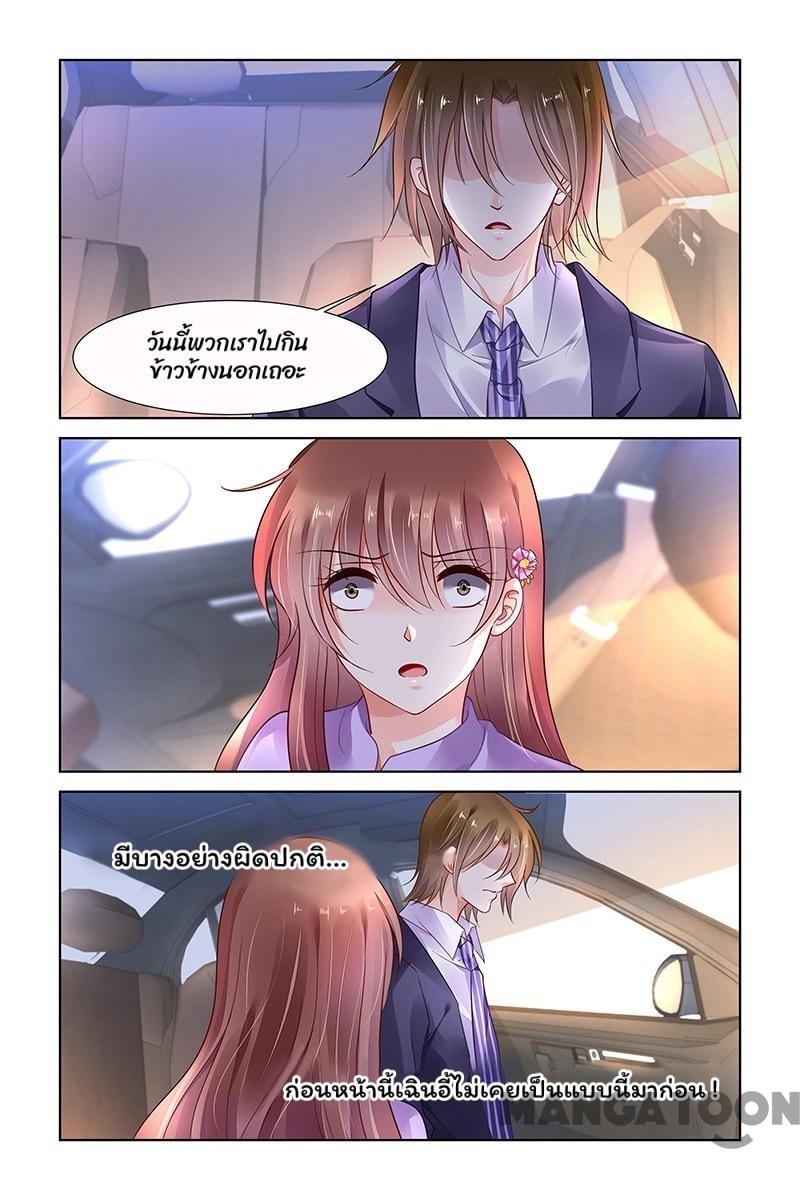 วันนี้พวกเราไปกิน
ข้าวข้างนอกเถอะ
มีบางอย่างผิดปกติ...
ก่อนหน้านี้เฉินอี้ไม่เคยเป็นแบบนี้มาก่อน !
MANGATOON